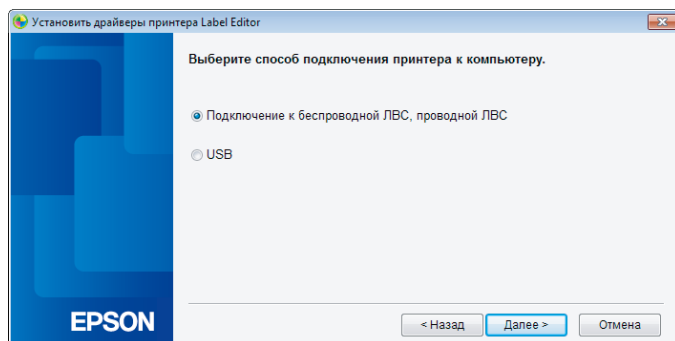 Установить драйверы принтера Label Editor
Выберите способ подключения принтера к компьютеру.
Подключение к беспроводной ЛВС, проводной ЛВС
USB
EPSON
< Назад
Далее >
Отмена